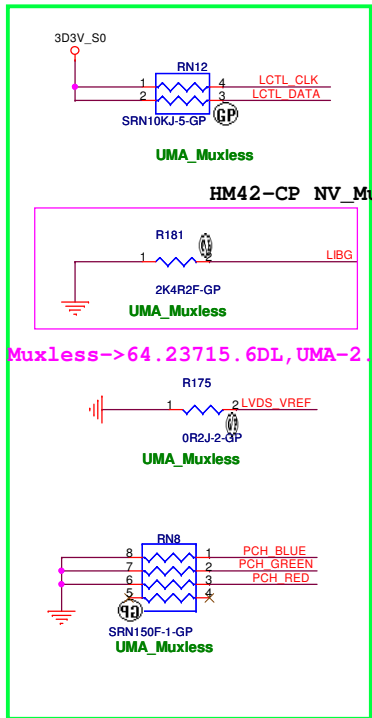 3D3V_S0
RN12
1 4 LCTL_CLK
2 3 LCTL_DATA
GP
SRN10KJ-5-GP
UMA_Muxless
HM42-CP NV_Mu
R181
1 2 LIBG
2K4R2F-GP
UMA_Muxless
Muxless->64.23715.6DL,UMA-2.
R175
1 2 LVDS_VREF
0R2J-2-GP
UMA_Muxless
RN8
8 1 PCH_BLUE
7 2 PCH_GREEN
6 3 PCH_RED
5 4
GP
SRN150F-1-GP
UMA_Muxless